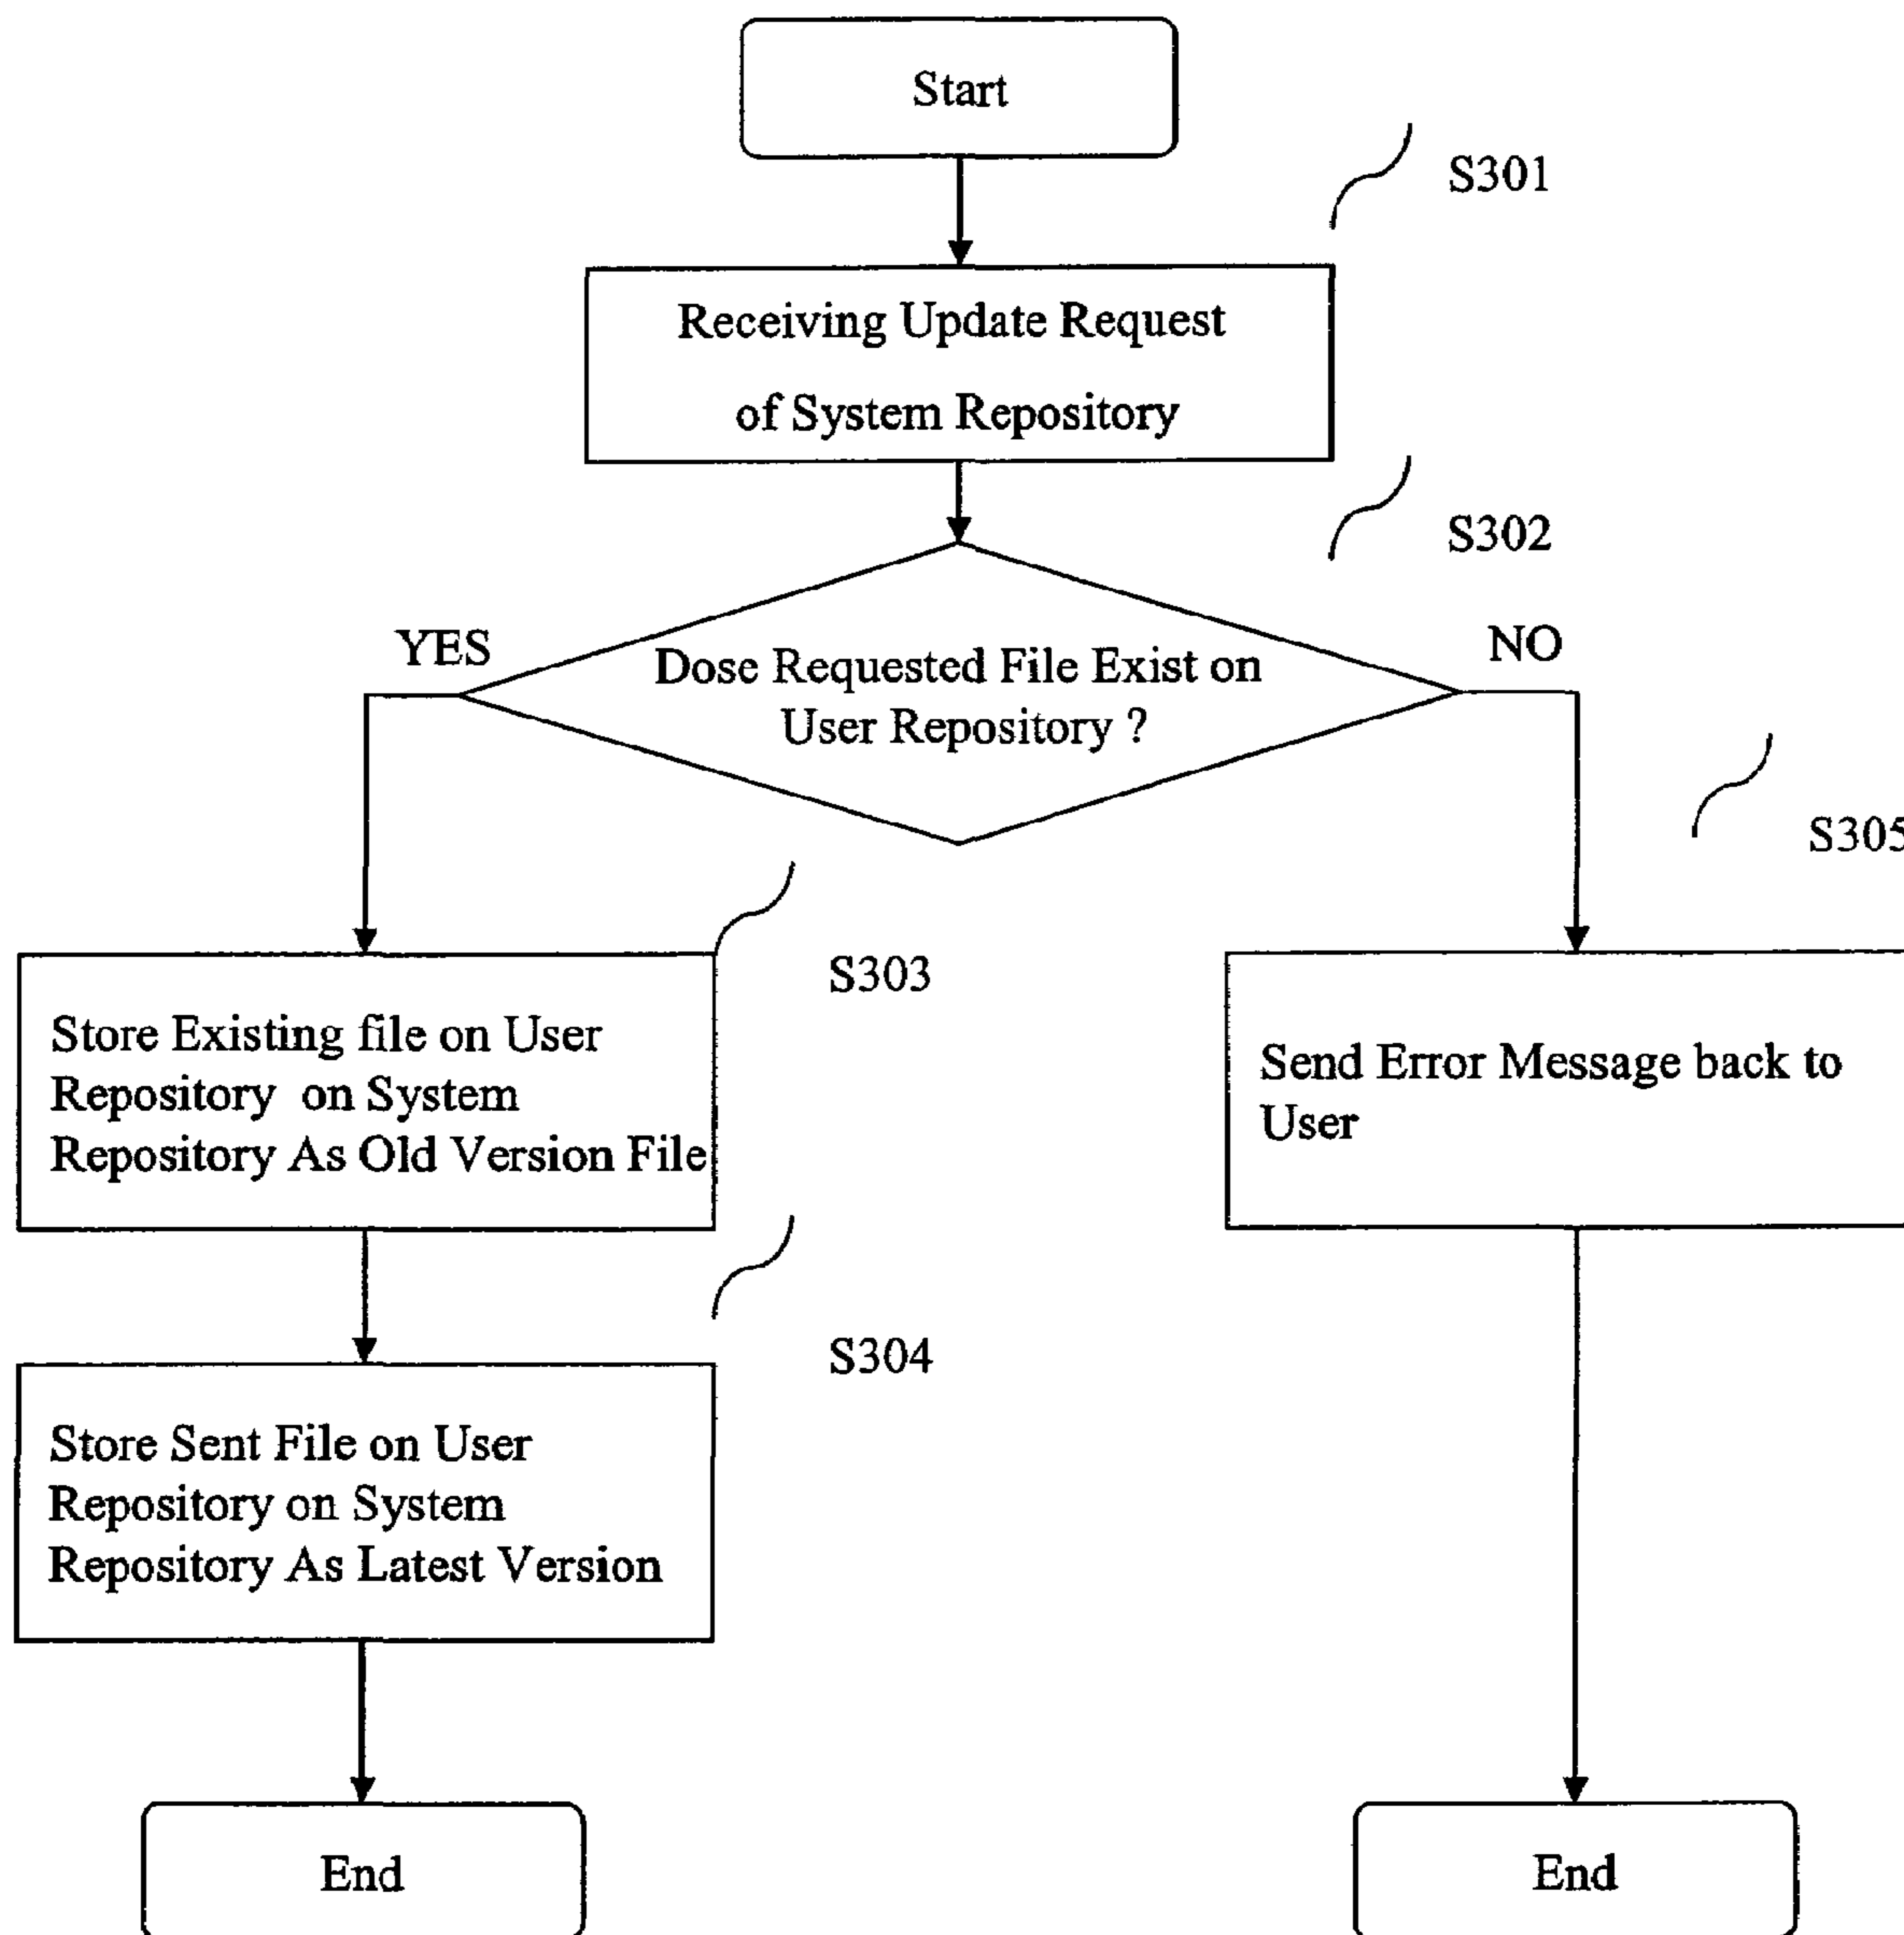 Start
S301
Receiving Update Request
of System Repository
S302
YES
NO
Dose Requested File Exist on
User Repository ?
S305
S303
Store Existing file on User
Repository on System
Repository As Old Version File
Send Error Message back to
User
S304
Store Sent File on User
Repository on System
Repository As Latest Version
End
End